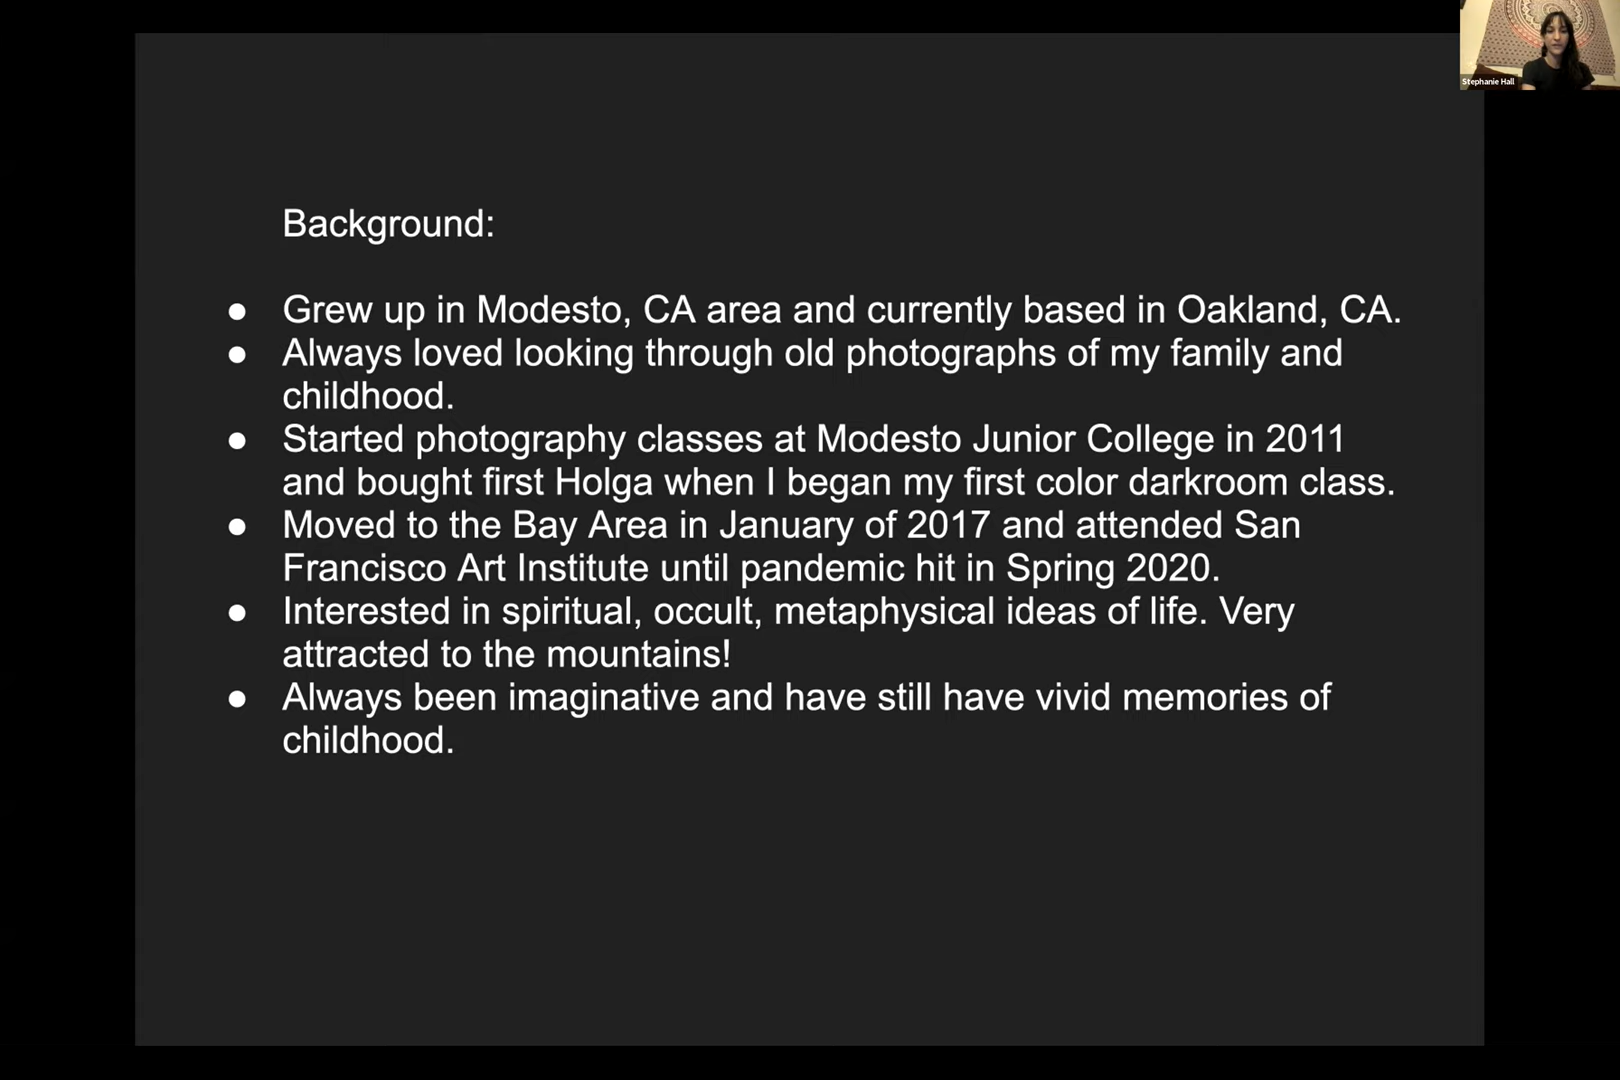 Stephanie Hall
Background:
● Grew up in Modesto, CA area and currently based in Oakland, CA.
● Always loved looking through old photographs of my family and
childhood.
● Started photography classes at Modesto Junior College in 2011
and bought first Holga when I began my first color darkroom class.
● Moved to the Bay Area in January of 2017 and attended San
Francisco Art Institute until pandemic hit in Spring 2020.
● Interested in spiritual, occult, metaphysical ideas of life. Very
attracted to the mountains!
● Always been imaginative and have still have vivid memories of
childhood.